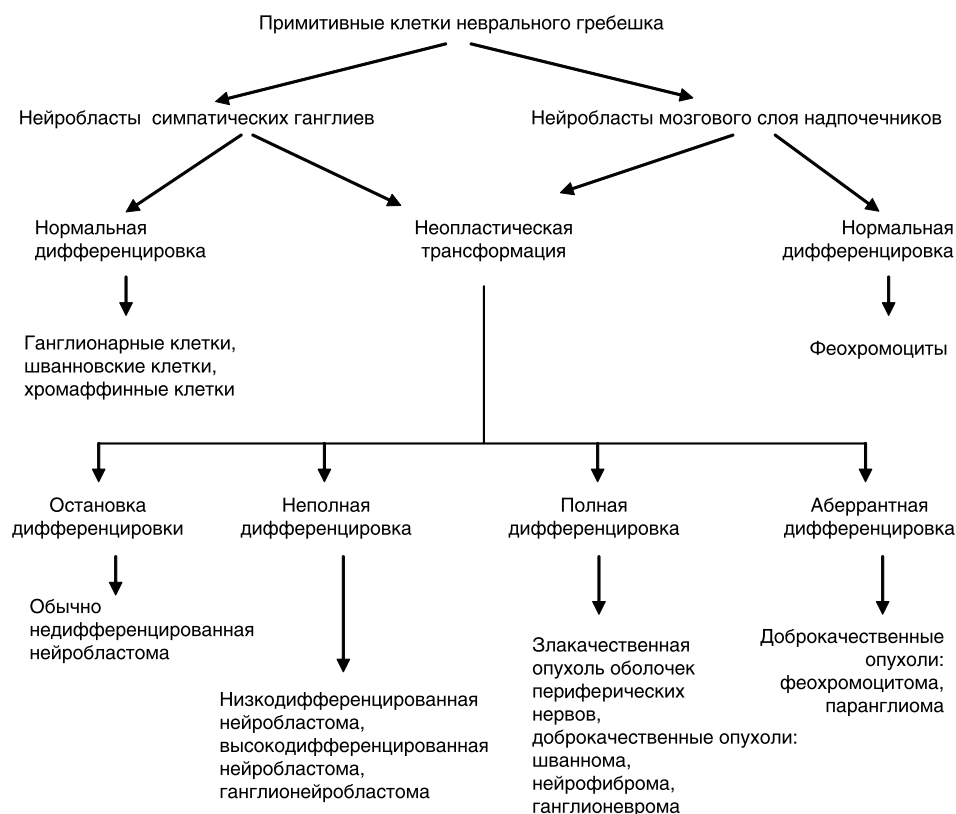 Примитивные клетки неврального гребешка
Нейробласты симпатических ганглиев
Нейробласты мозгового слоя надпочечников
Нормальная
дифференцировка
Неопластическая
трансформация
Нормальная
дифференцировка
Ганглионарные клетки,
шванновские клетки,
хромаффинные клетки
Феохромоциты
Остановка
дифференцировки
Неполная
дифференцировка
Полная
дифференцировка
Аберрантная
дифференцировка
Обычно
недифференцированная
нейробластома
Низкодифференцированная
нейробластома,
высокодифференцированная
нейробластома,
ганглионейробластома
Злакачественная
опухоль оболочек
периферических
нервов,
доброкачественные опухоли:
шваннома,
нейрофиброма,
ганглионеврома
Доброкачественные
опухоли:
феохромоцитома,
параnглиома